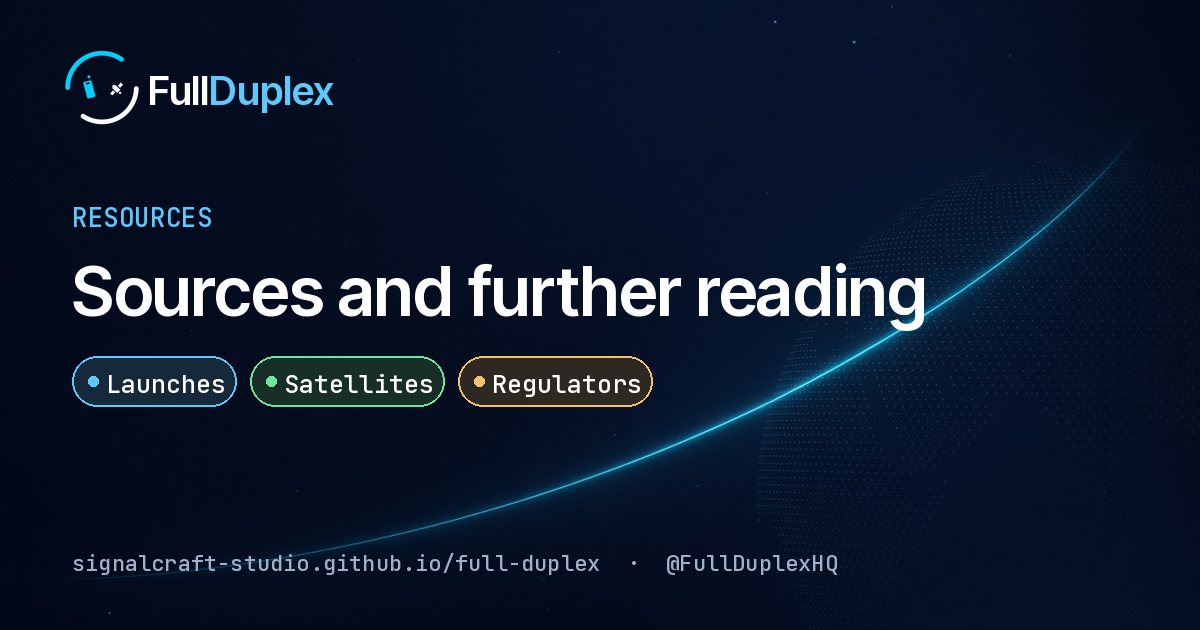 FullDuplex
RESOURCES
Sources and further reading
Launches Satellites Regulators
signalcraft-studio.github.io/full-duplex · @FullDuplexHQ